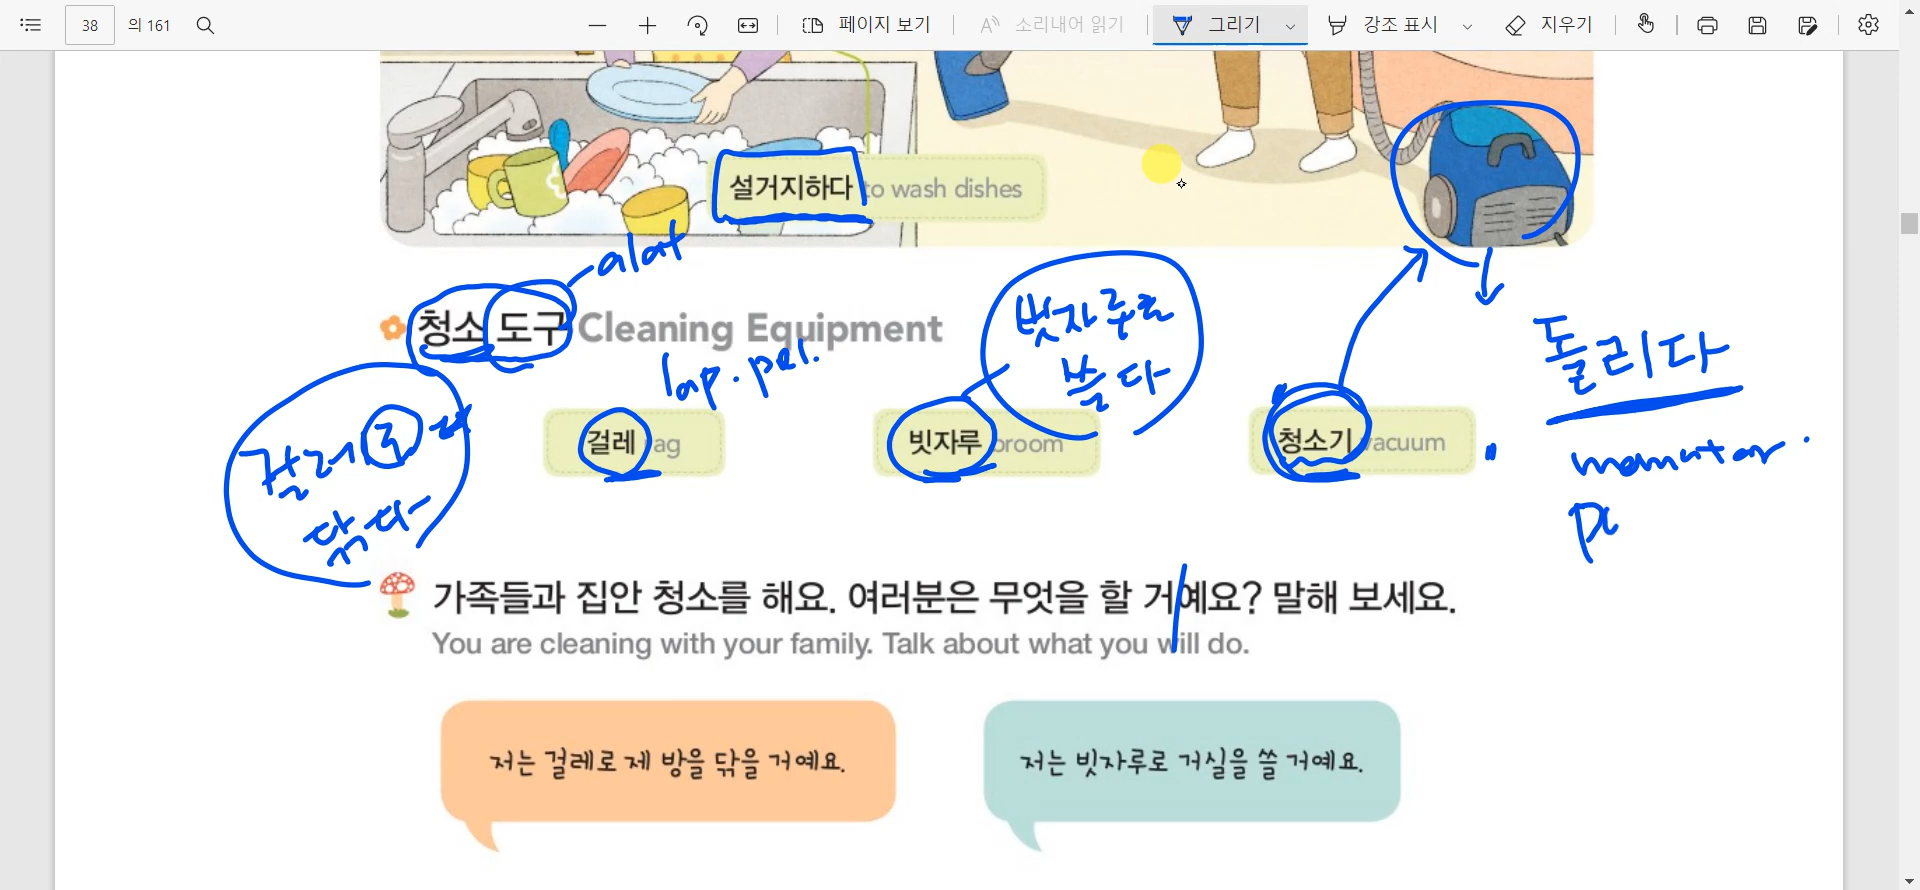 38 의 161 페이지 보기 소리내어 읽기 그리기 강조 표시 지우기
설거지하다 to wash dishes
alat
청소 도구 Cleaning Equipment
빗자루로
쓸다
돌리다
lap. pel.
걸레 rag
빗자루 broom
청소기 vacuum
걸레로
닦다
memutar
가족들과 집안 청소를 해요. 여러분은 무엇을 할 거예요? 말해 보세요.
You are cleaning with your family. Talk about what you will do.
저는 걸레로 제 방을 닦을 거예요.
저는 빗자루로 거실을 쓸 거예요.